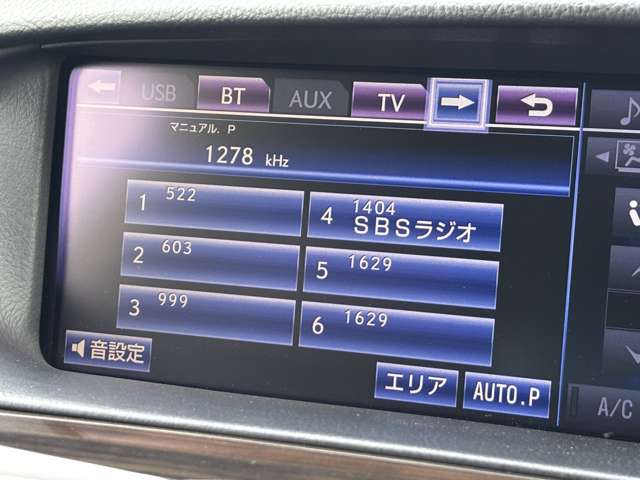 USB BT AUX TV
マニュアル. P
1278 kHz
1 522
2 603
3 999
4 1404 SBSラジオ
5 1629
6 1629
音設定
エリア AUTO.P
A/C